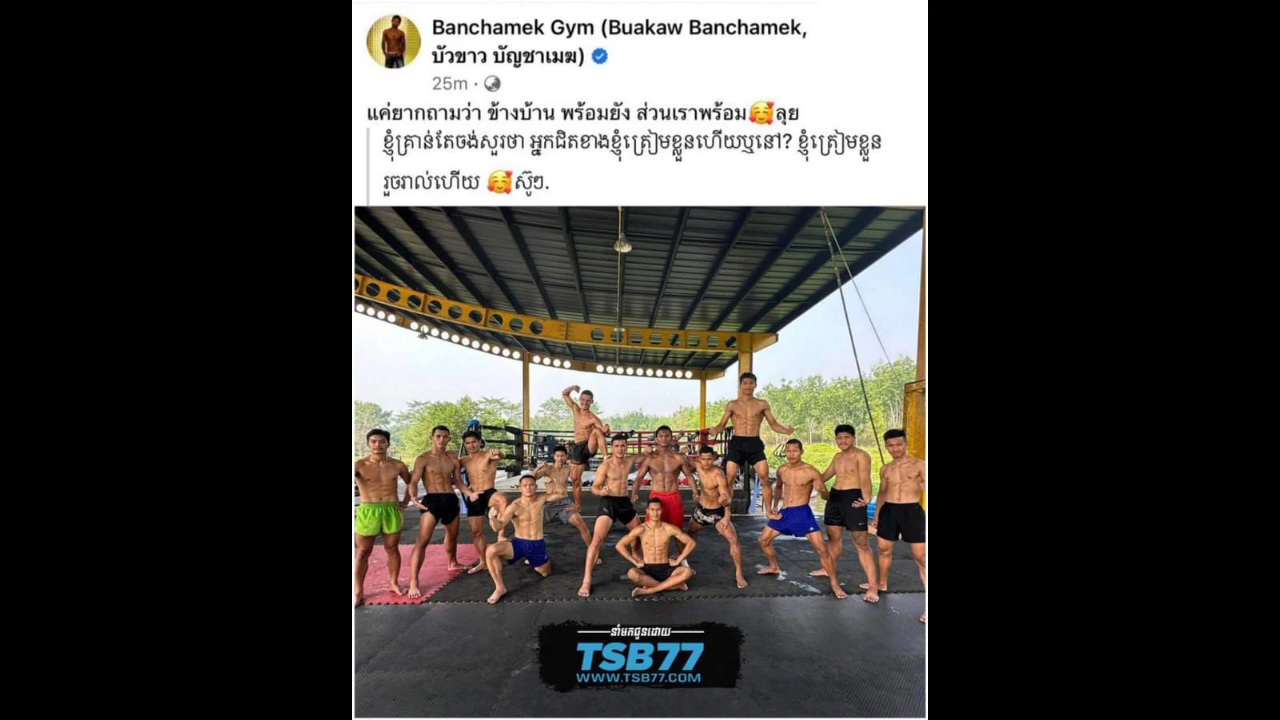 Banchamek Gym (Buakaw Banchamek,
บัวขาว บัญชาเมฆ)
25m ·
แค่ยากถามว่า ข้างบ้าน พร้อมยัง ส่วนเราพร้อม🥰ลุย
ខ្ញុំគ្រាន់តែចង់សួរថា អ្នកជិតខាងខ្ញុំត្រៀមខ្លួនហើយឬនៅ? ខ្ញុំត្រៀមខ្លួន
រួចរាល់ហើយ 🥰 ស៊ូៗ.
នាំមកជូនដោយ
TSB77
WWW.TSB77.COM